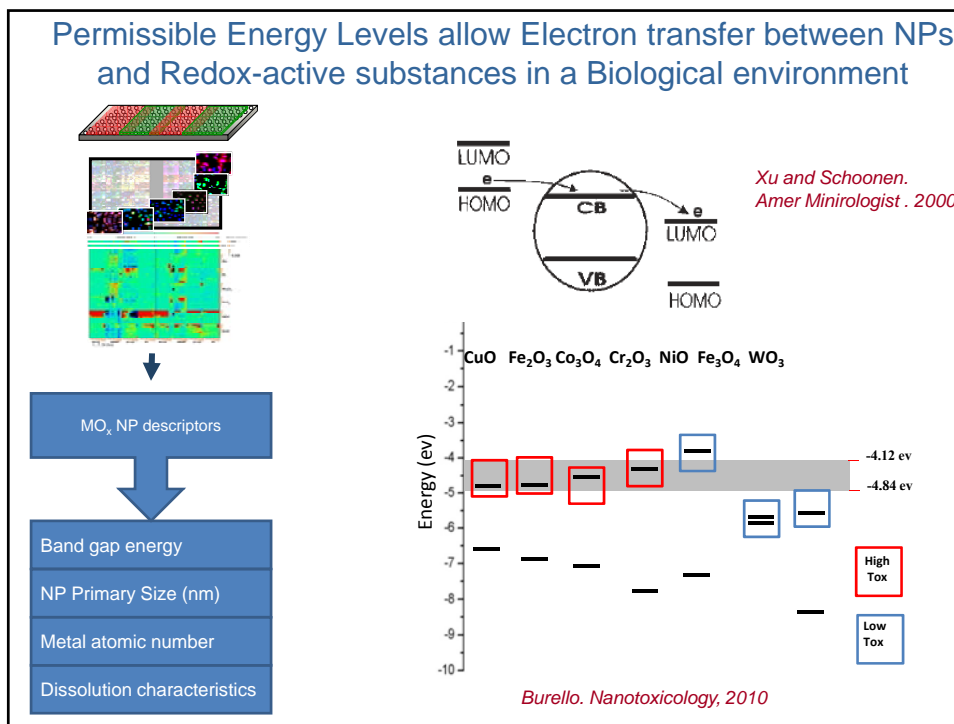 Permissible Energy Levels allow Electron transfer between NPs
and Redox-active substances in a Biological environment
LUMO
e
HOMO
CB
VB
e
LUMO
HOMO
Xu and Schoonen.
Amer Minirologist . 2000
MOx NP descriptors
Band gap energy
NP Primary Size (nm)
Metal atomic number
Dissolution characteristics
CuO Fe2O3 Co3O4 Cr2O3 NiO Fe3O4 WO3
Energy (ev)
-1
-2
-3
-4
-5
-6
-7
-8
-9
-10
-4.12 ev
-4.84 ev
High
Tox
Low
Tox
Burello. Nanotoxicology, 2010